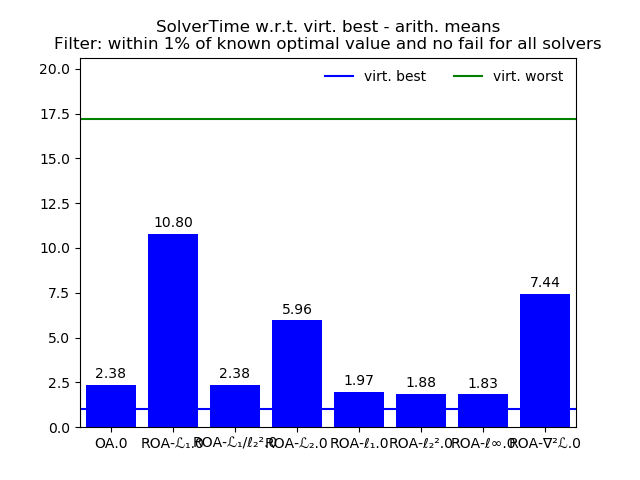 SolverTime w.r.t. virt. best - arith. means
Filter: within 1% of known optimal value and no fail for all solvers
20.0
virt. best virt. worst
17.5
15.0
12.5
10.80
10.0
7.44
7.5
5.96
5.0
2.38 2.38
2.5
1.97 1.88 1.83
0.0
OA.0 ROA-ℒ₁.0 ROA-ℒ₁/ℓ₂².0 ROA-ℒ₂.0 ROA-ℓ₁.0 ROA-ℓ₂².0 ROA-ℓ∞.0 ROA-∇²ℒ.0